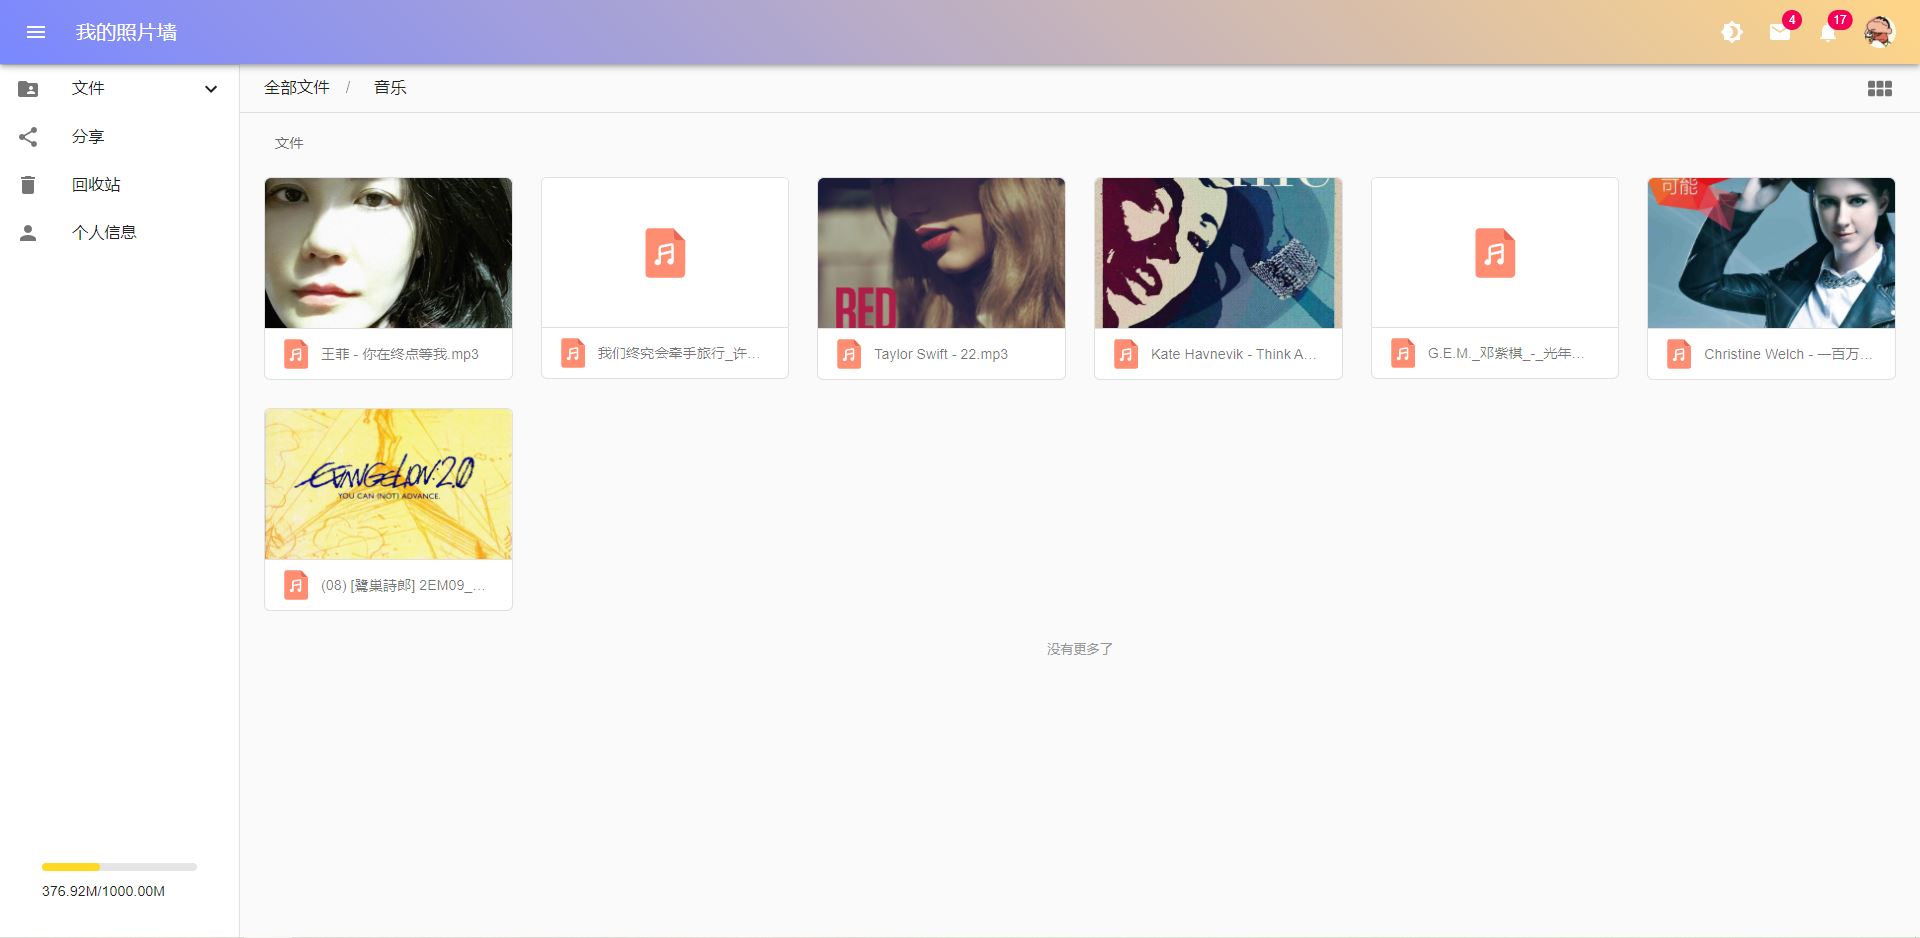 我的照片墙
4
17
文件
分享
回收站
个人信息
376.92M/1000.00M
全部文件 / 音乐
文件
可能
RED
王菲 - 你在终点等我.mp3
我们终究会牵手旅行_许...
Taylor Swift - 22.mp3
Kate Havnevik - Think A...
G.E.M._邓紫棋_-_光年...
Christine Welch - 一百万...
EVANGELION:2.0
YOU CAN (NOT) ADVANCE.
(08) [鷺巣詩郎] 2EM09_...
没有更多了